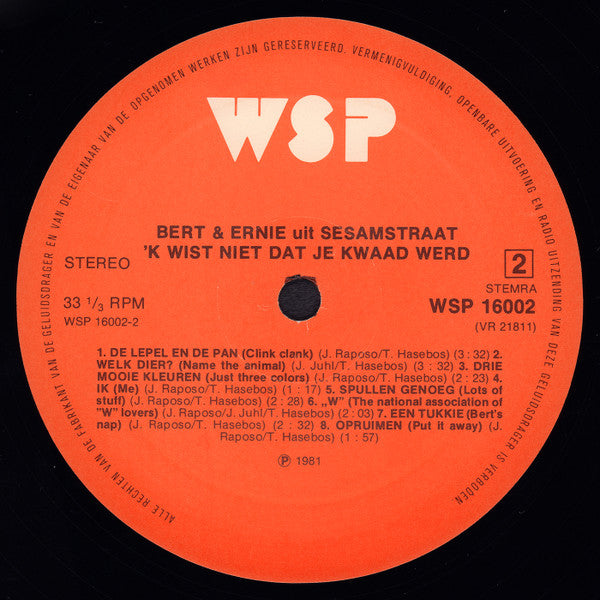 ALLE RECHTEN VAN DE FABRIKANT VAN DE GELUIDSDRAGER EN VAN DE EIGENAAR VAN DE OPGENOMEN WERKEN ZIJN GERESERVEERD. VERMENIGVULDIGING, OPENBARE UITVOERING EN RADIO UITZENDING VAN DEZE GELUIDSDRAGER IS VERBODEN
WSP
BERT & ERNIE uit SESAMSTRAAT
'K WIST NIET DAT JE KWAAD WERD
STEREO
2
STEMRA
33 1/3 RPM
WSP 16002
WSP 16002-2
(VR 21811)
1. DE LEPEL EN DE PAN (Clink clank) (J. Raposo/T. Hasebos) (3 : 32) 2.
WELK DIER? (Name the animal) (J. Juhl/T. Hasebos) (3 : 32) 3. DRIE
MOOIE KLEUREN (Just three colors) (J. Raposo/T. Hasebos) (2 : 23) 4.
IK (Me) (J. Raposo/T. Hasebos) (1 : 17) 5. SPULLEN GENOEG (Lots of
stuff) (J. Raposo/T. Hasebos) (2 : 28) 6. „W" (The national association of
"W" lovers) (J. Raposo/J. Juhl/T. Hasebos) (2 : 03) 7. EEN TUKKIE (Bert's
nap) (J. Raposo/T. Hasebos) (2 : 32) 8. OPRUIMEN (Put it away) (J.
Raposo/T. Hasebos) (1 : 57)
℗ 1981